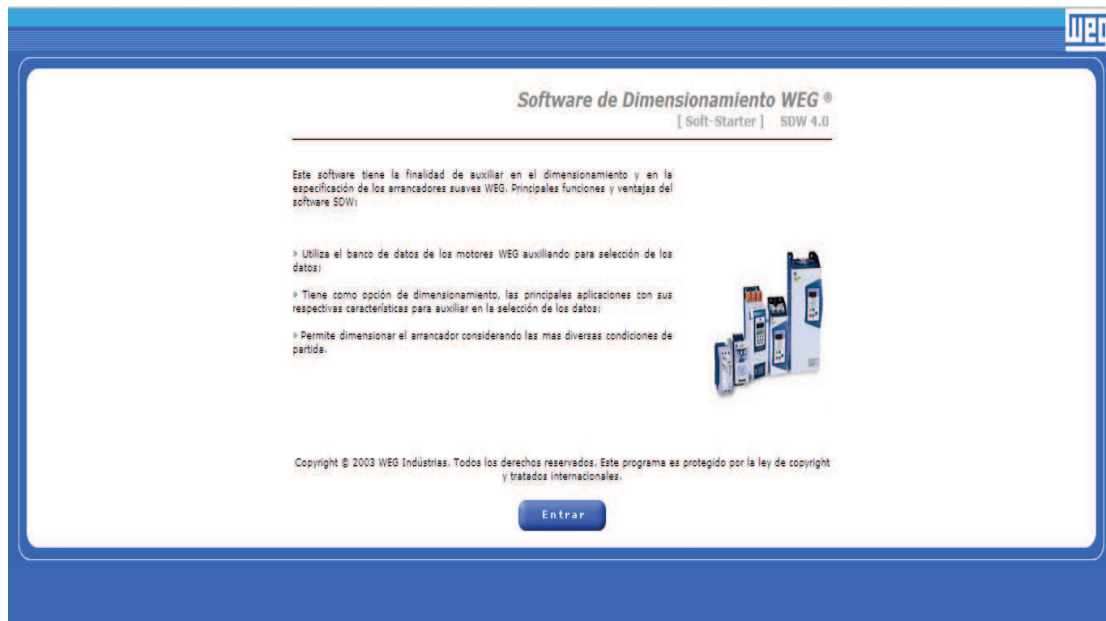 weg
Software de Dimensionamiento WEG ®
[ Soft-Starter ] SDW 4.0
Este software tiene la finalidad de auxiliar en el dimensionamiento y en la
especificación de los arrancadores suaves WEG. Principales funciones y ventajas del
software SDW:
» Utiliza el banco de datos de los motores WEG auxiliando para selección de los
datos;
» Tiene como opción de dimensionamiento, las principales aplicaciones con sus
respectivas características para auxiliar en la selección de los datos;
» Permite dimensionar el arrancador considerando las mas diversas condiciones de
partida.
Copyright © 2003 WEG Indústrias. Todos los derechos reservados. Este programa es protegido por la ley de copyright
y tratados internacionales.
Entrar